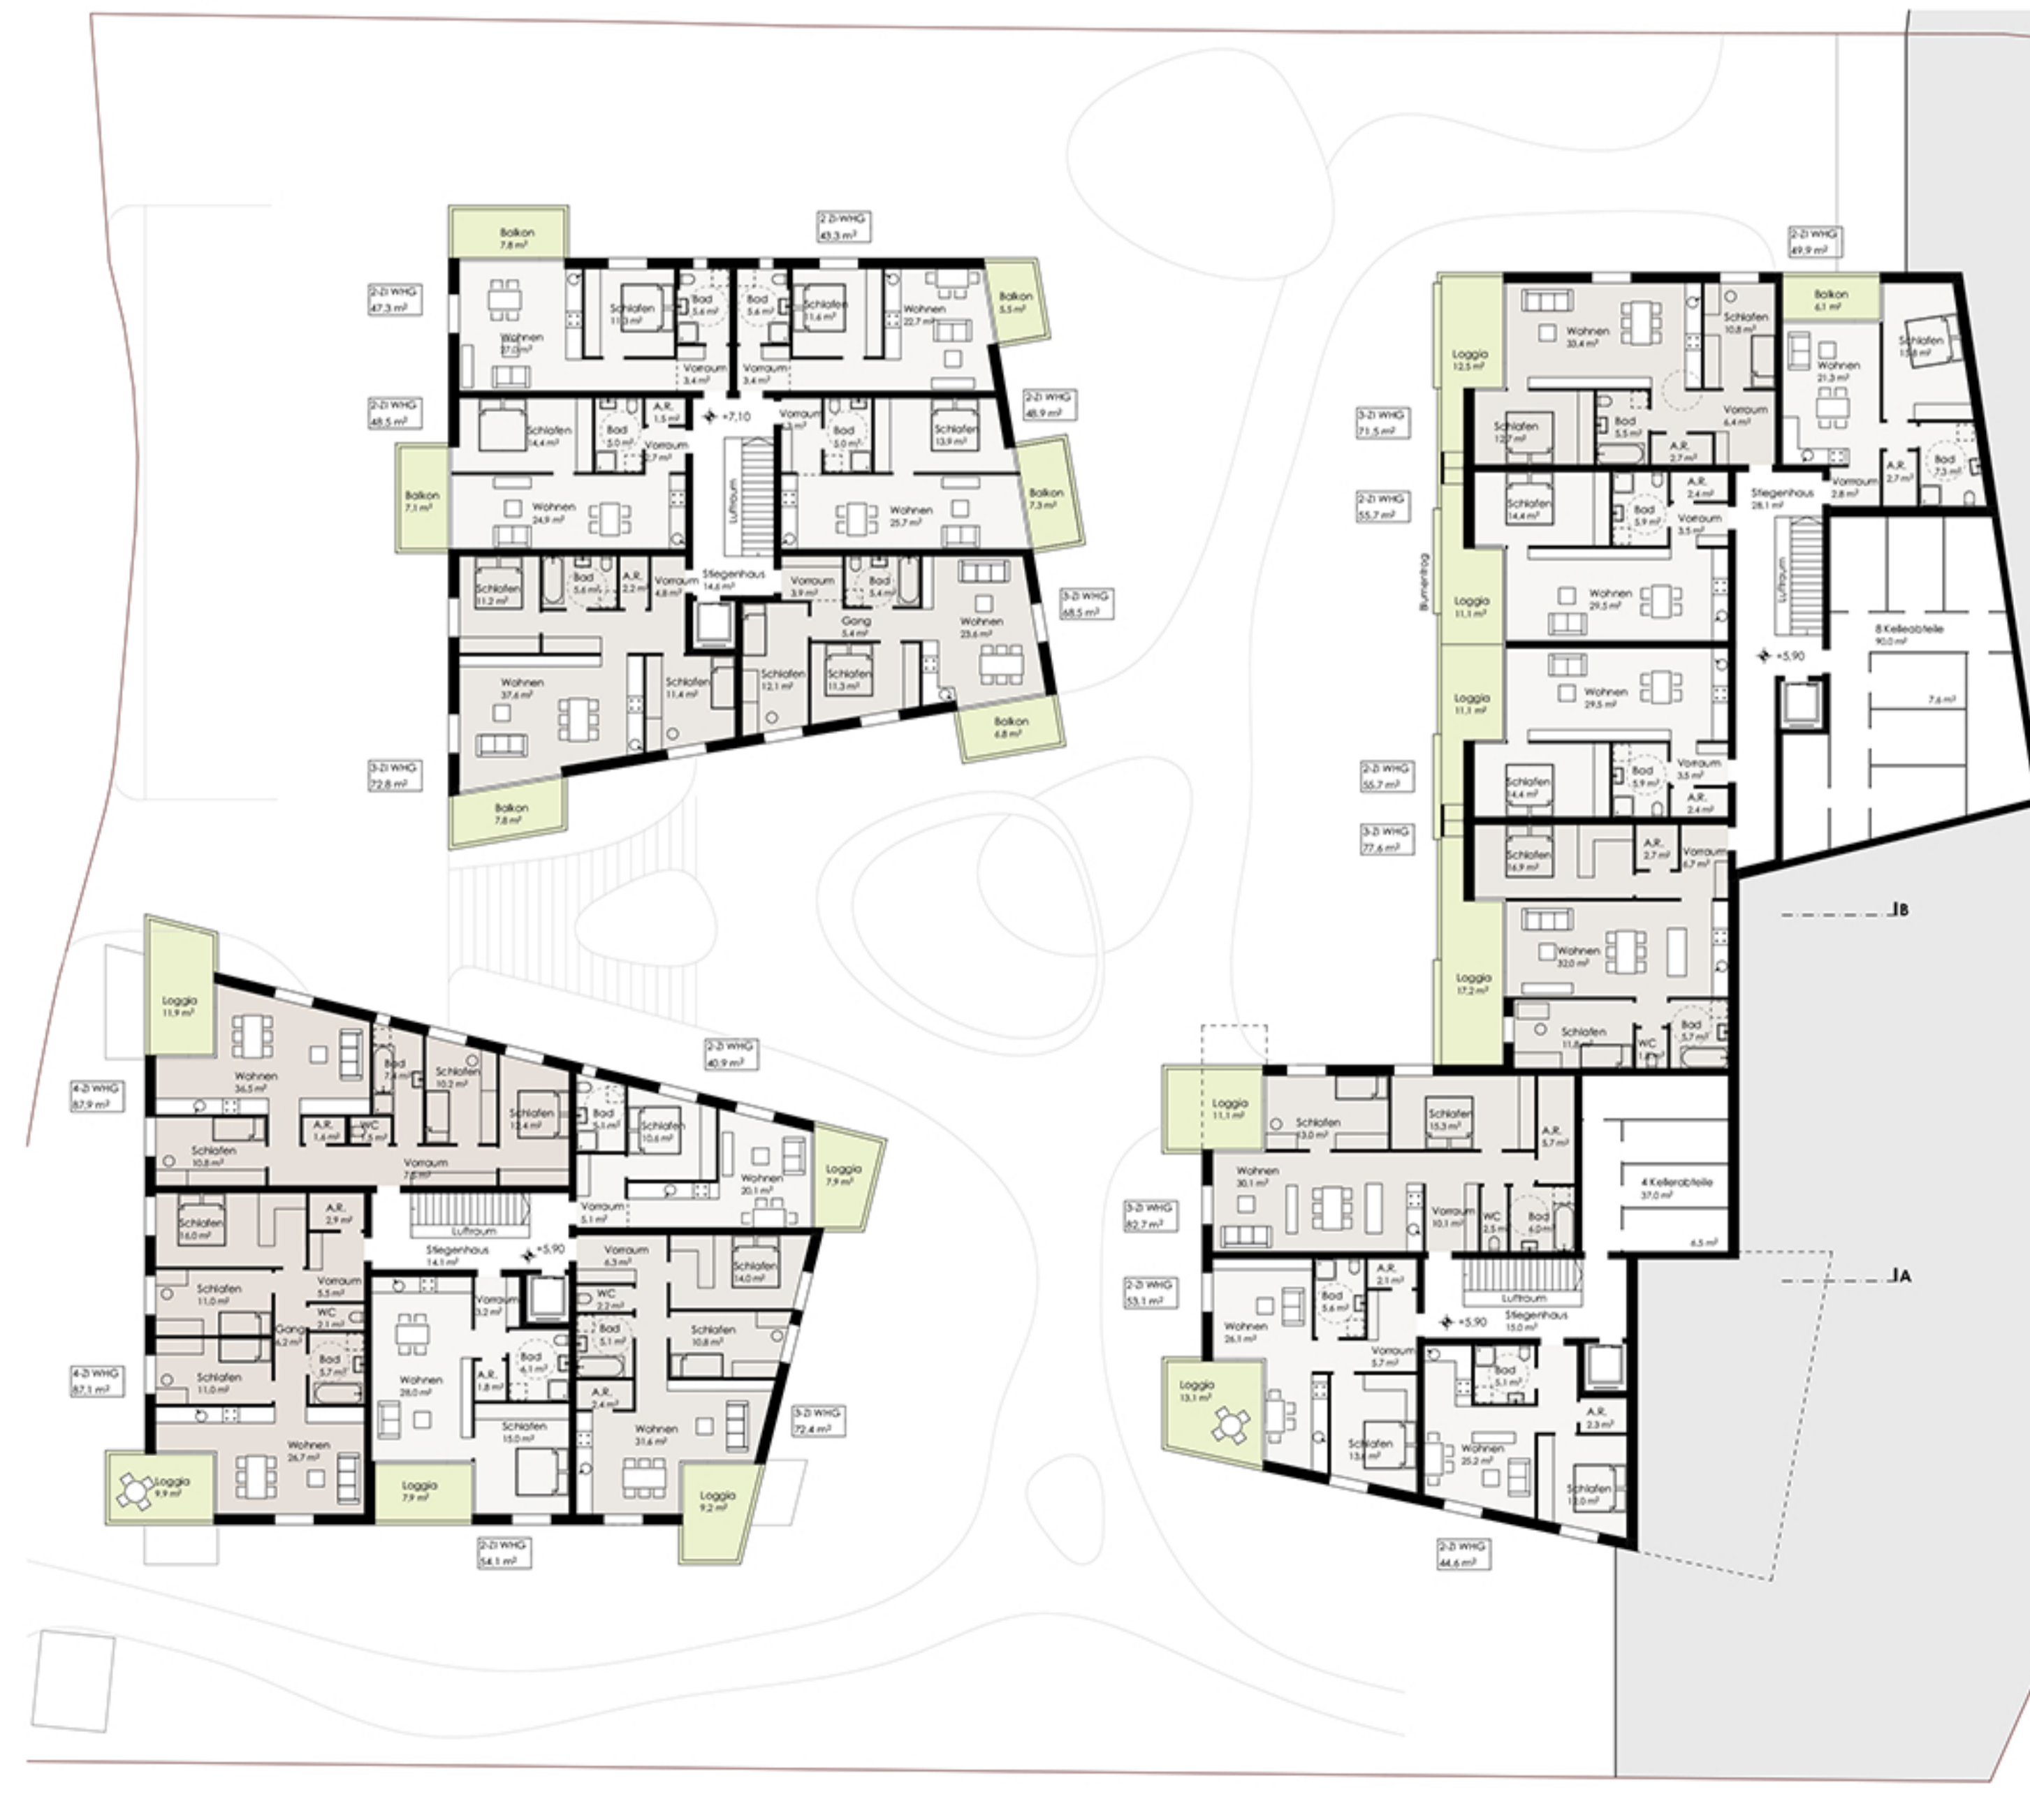 Balkon
7.8 m²
2 ZI WHG
43.3 m²
2-ZI WHG
47.3 m²
Wohnen
Schlafen
Bad
5.6 m²
Bad
5.6 m²
Schlafen
11.6 m²
Wohnen
22.7 m²
Balkon
5.5 m²
Vorraum
3.4 m²
Vorraum
3.4 m²
2-ZI WHG
48.5 m²
Schlafen
14.4 m²
Bad
5.0 m²
A.R.
1.5 m²
Vorraum
2.7 m²
+7,10
Vorraum
Bad
5.0 m²
Schlafen
13.9 m²
2-ZI WHG
48.9 m²
Balkon
7.1 m²
Wohnen
24.9 m²
Luftraum
Wohnen
25.7 m²
Balkon
7.3 m²
Schlafen
11.2 m²
Bad
5.6 m²
A.R.
2.2 m²
Vorraum
4.8 m²
Stiegenhaus
14.6 m²
Vorraum
3.9 m²
Bad
5.4 m²
Gang
5.4 m²
Wohnen
23.6 m²
3-ZI WHG
68.5 m²
Wohnen
37.6 m²
Schlafen
11.4 m²
Schlafen
12.1 m²
Schlafen
11.3 m²
Balkon
6.8 m²
3-ZI WHG
72.8 m²
Balkon
7.8 m²
2-ZI WHG
49.9 m²
Loggia
12.5 m²
Wohnen
33.4 m²
Schlafen
10.8 m²
Balkon
6.1 m²
Wohnen
21.3 m²
Schlafen
3-ZI WHG
71.5 m²
Schlafen
12.7 m²
Bad
5.5 m²
Vorraum
6.4 m²
A.R.
2.7 m²
Vorraum
2.8 m²
A.R.
2.7 m²
Bad
7.3 m²
2-ZI WHG
55.7 m²
Schlafen
14.4 m²
Bad
5.9 m²
A.R.
2.4 m²
Vorraum
3.5 m²
Stiegenhaus
28.1 m²
Blumentrog
Loggia
11.1 m²
Wohnen
29.5 m²
Luftraum
8 Kellerabteile
90.0 m²
+5,90
7.6 m²
Loggia
11.1 m²
Wohnen
29.5 m²
2-ZI WHG
55.7 m²
Schlafen
14.4 m²
Bad
5.9 m²
Vorraum
3.5 m²
A.R.
2.4 m²
3-ZI WHG
77.6 m²
Schlafen
16.9 m²
A.R.
2.7 m²
Vorraum
6.7 m²
B
Loggia
17.2 m²
Wohnen
32.0 m²
Schlafen
WC
Bad
5.7 m²
Loggia
11.9 m²
4-ZI WHG
87.9 m²
Wohnen
36.5 m²
Bad
Schlafen
10.2 m²
Schlafen
12.4 m²
A.R.
1.6 m²
WC
Schlafen
10.8 m²
Vorraum
2-ZI WHG
40.9 m²
Bad
5.1 m²
Schlafen
10.6 m²
Wohnen
20.1 m²
Loggia
7.9 m²
Vorraum
5.1 m²
Schlafen
16.0 m²
A.R.
2.9 m²
Luftraum
Stiegenhaus
14.1 m²
+5,90
Vorraum
5.5 m²
Schlafen
11.0 m²
WC
2.1 m²
Gang
6.2 m²
Schlafen
11.0 m²
Bad
5.7 m²
4-ZI WHG
87.1 m²
Wohnen
26.7 m²
Loggia
9.9 m²
Vorraum
3.2 m²
Wohnen
28.0 m²
A.R.
1.8 m²
Bad
6.1 m²
Schlafen
15.0 m²
Loggia
7.9 m²
2-ZI WHG
54.1 m²
Vorraum
6.3 m²
Schlafen
14.0 m²
WC
2.2 m²
Bad
5.1 m²
Schlafen
10.8 m²
A.R.
2.4 m²
Wohnen
31.6 m²
3-ZI WHG
72.4 m²
Loggia
9.2 m²
Loggia
11.1 m²
Schlafen
13.0 m²
Schlafen
15.3 m²
A.R.
5.7 m²
Wohnen
30.1 m²
3-ZI WHG
82.7 m²
Vorraum
10.1 m²
WC
2.5 m²
Bad
6.0 m²
4 Kellerabteile
37.0 m²
6.5 m²
A
2-ZI WHG
53.1 m²
Wohnen
26.1 m²
Bad
5.6 m²
A.R.
2.1 m²
Vorraum
5.7 m²
Luftraum
Stiegenhaus
15.0 m²
+5,90
Loggia
13.1 m²
Schlafen
Bad
5.1 m²
A.R.
2.3 m²
Wohnen
25.2 m²
Schlafen
2-ZI WHG
44.6 m²